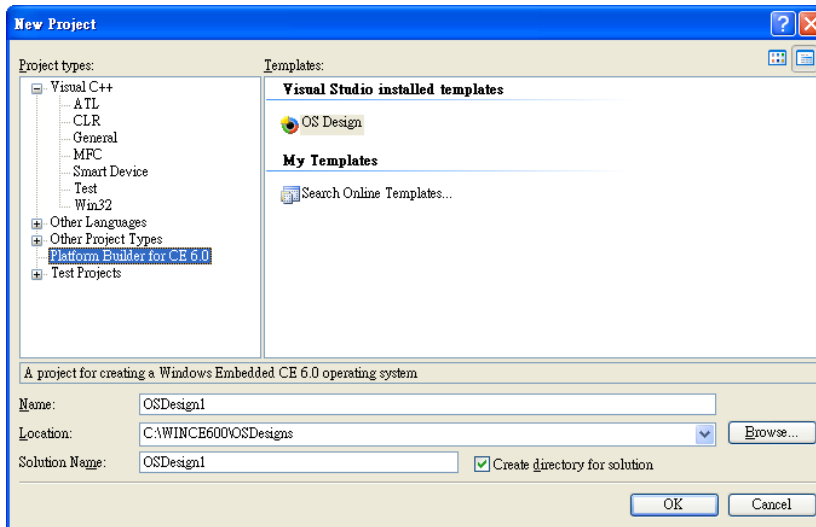 New Project
Project types:
Templates:
Visual C++
ATL
CLR
General
MFC
Smart Device
Test
Win32
Other Languages
Other Project Types
Platform Builder for CE 6.0
Test Projects
Visual Studio installed templates
OS Design
My Templates
Search Online Templates...
A project for creating a Windows Embedded CE 6.0 operating system
Name:
OSDesign1
Location:
C:\WINCE600\OSDesigns
Browse...
Solution Name:
OSDesign1
Create directory for solution
OK
Cancel